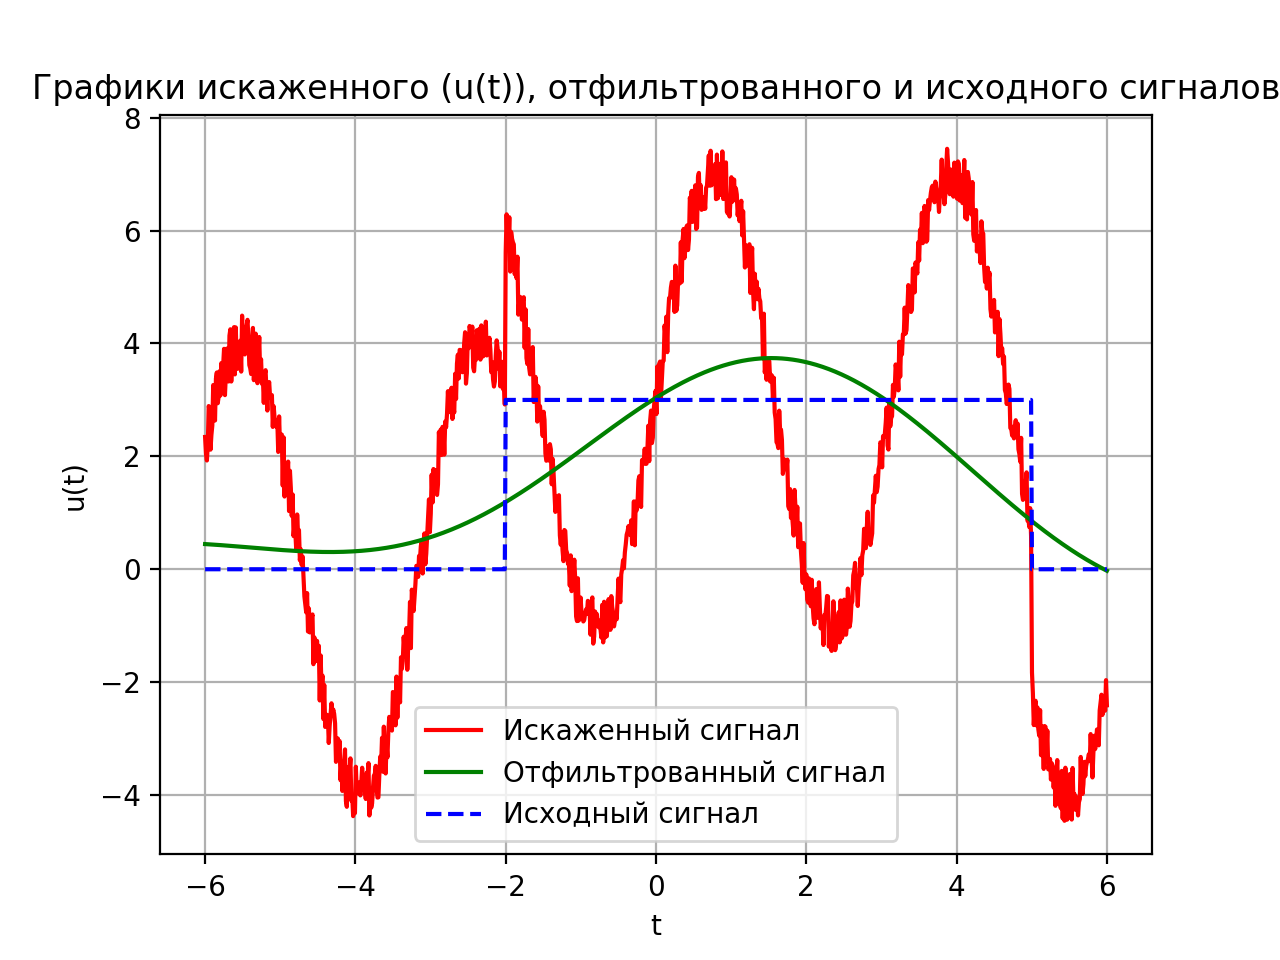 Графики искаженного (u(t)), отфильтрованного и исходного сигналов
8
6
4
2
0
−2
−4
u(t)
Искаженный сигнал
Отфильтрованный сигнал
Исходный сигнал
−6
−4
−2
0
2
4
6
t